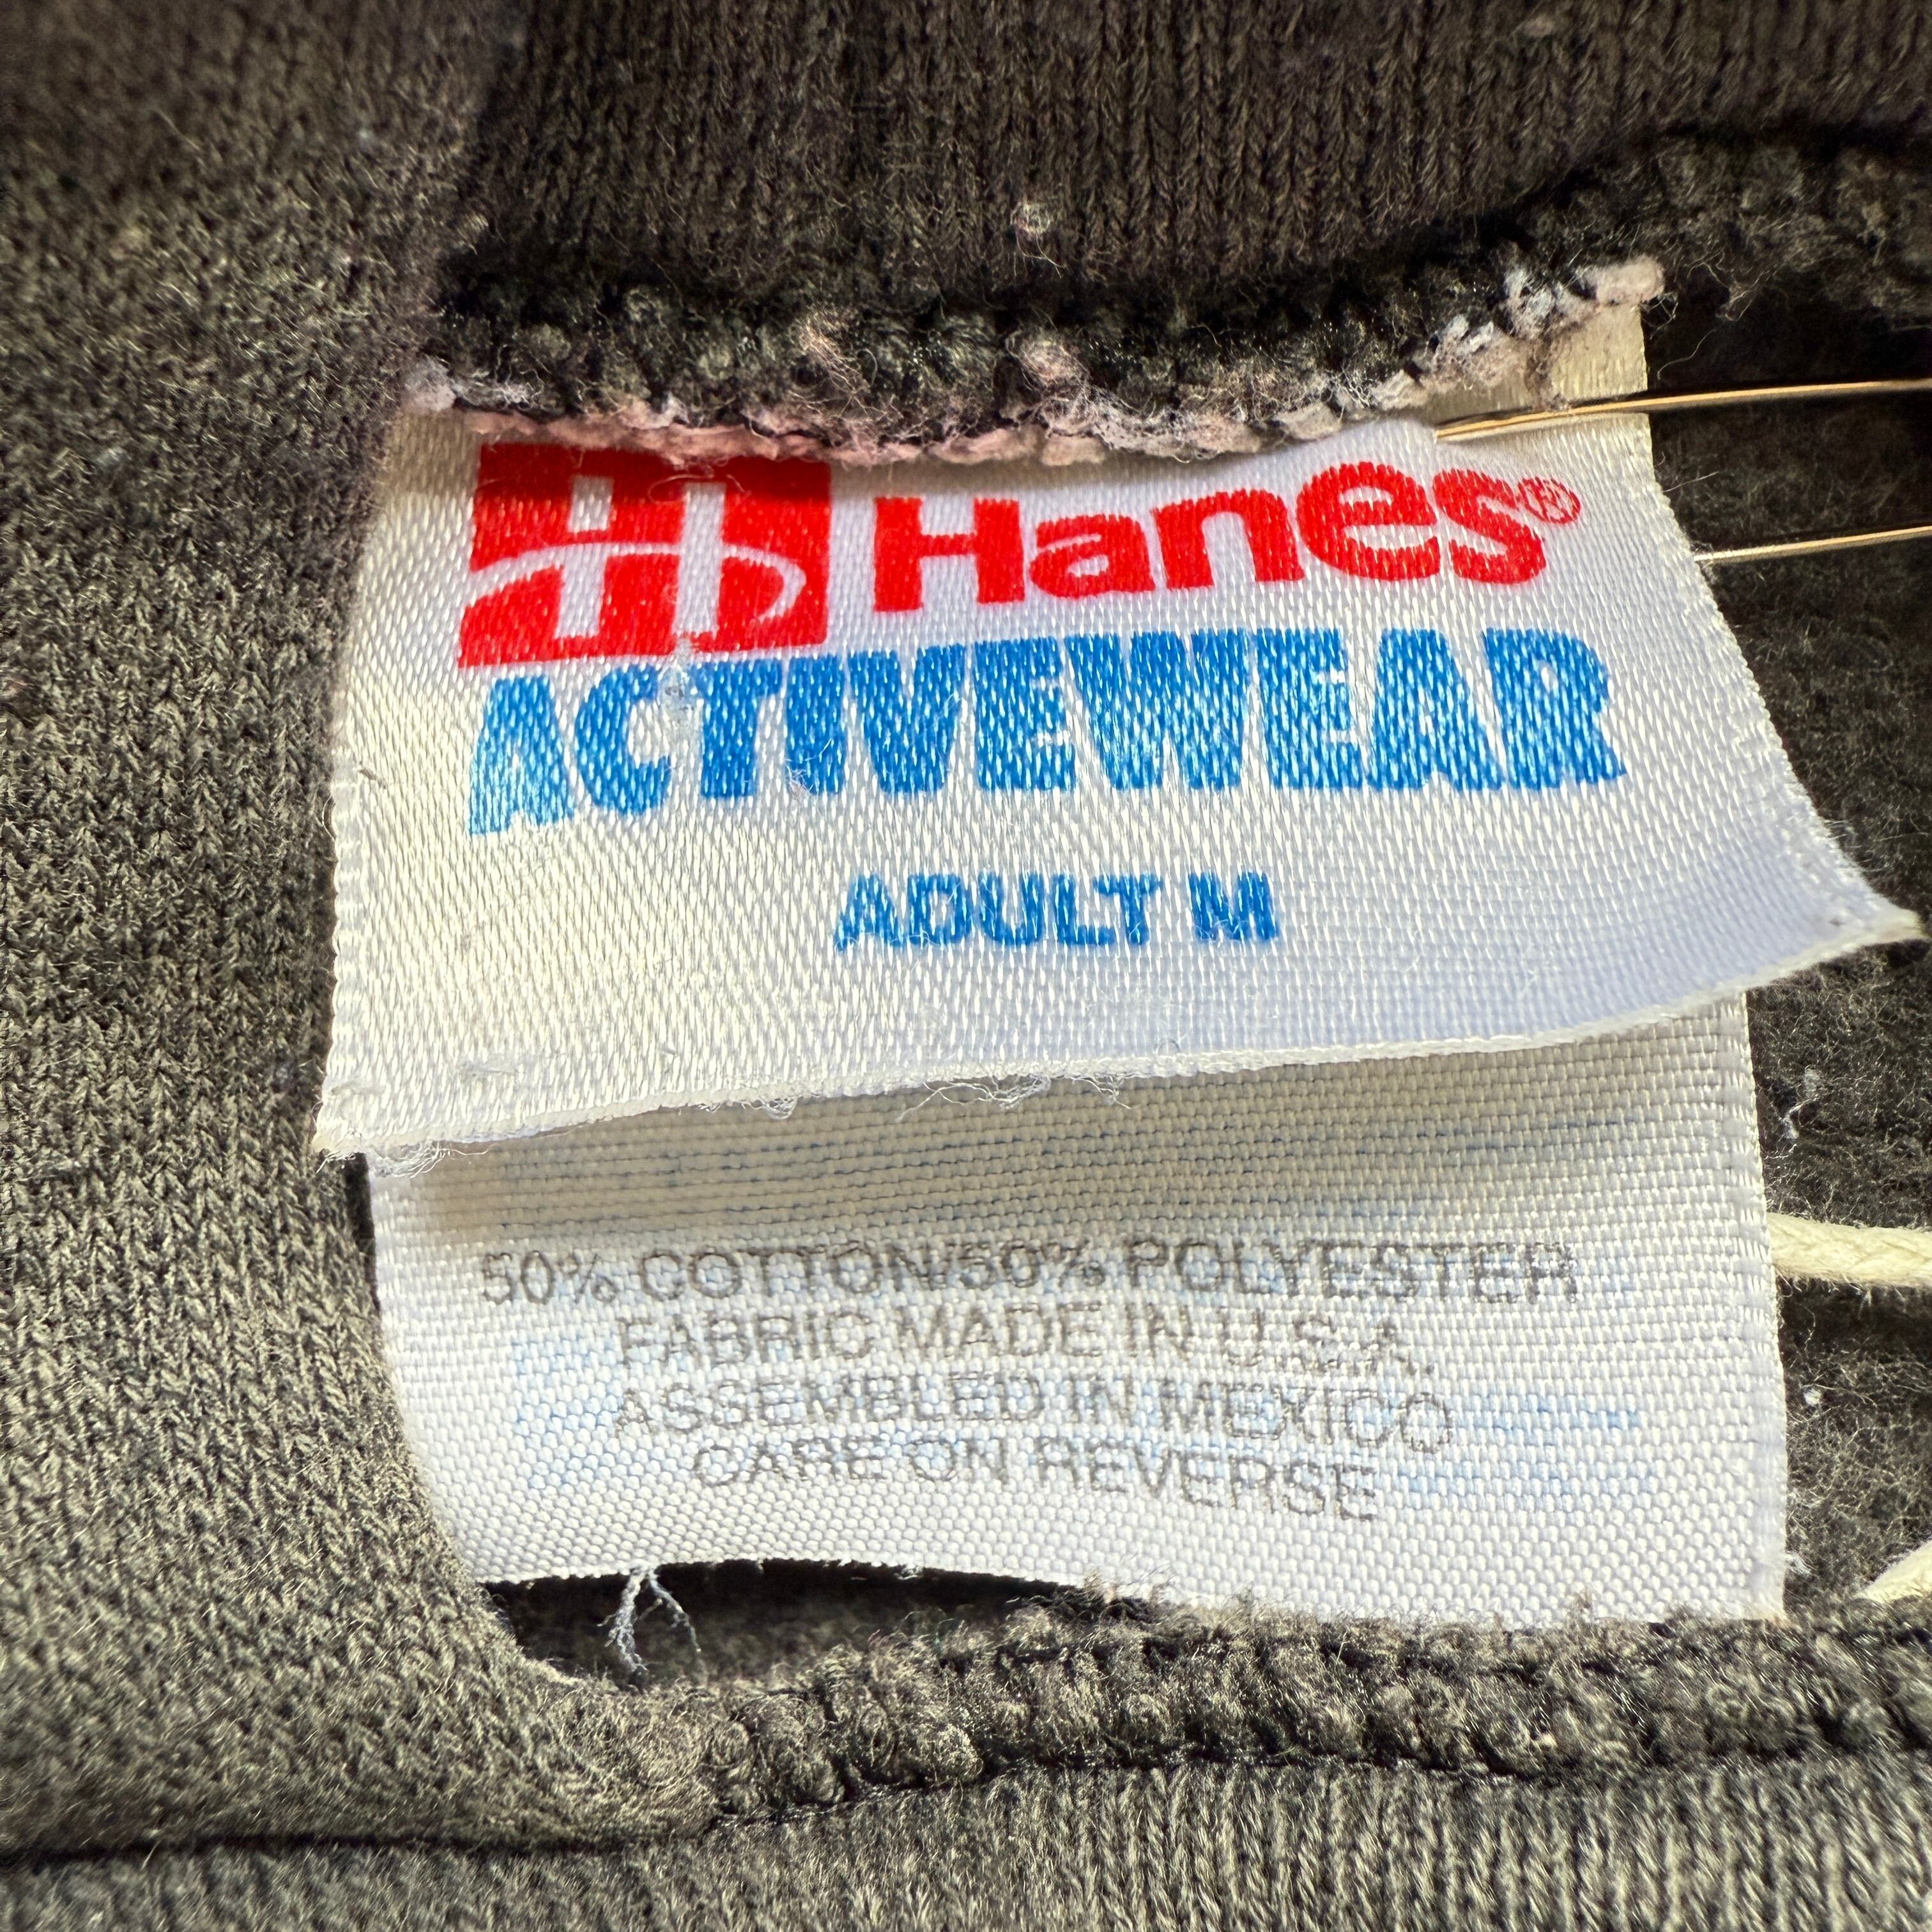 Hanes®
ACTIVEWEAR
ADULT M
50% COTTON/50% POLYESTER
FABRIC MADE IN U.S.A.
ASSEMBLED IN MEXICO
CARE ON REVERSE